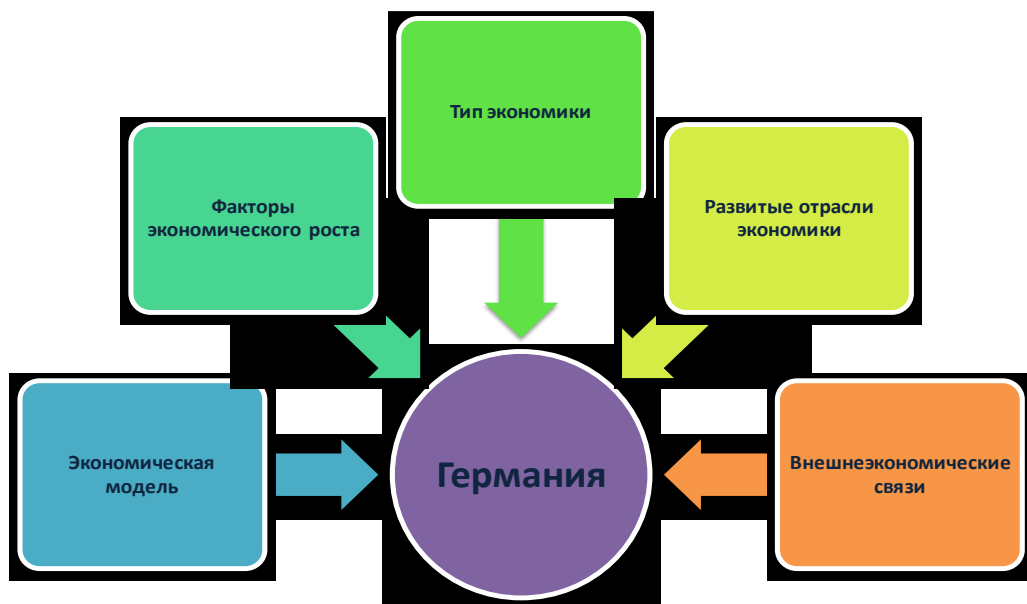 Тип экономики
Факторы
экономического роста
Развитые отрасли
экономики
Экономическая
модель
Германия
Внешнеэкономические
связи